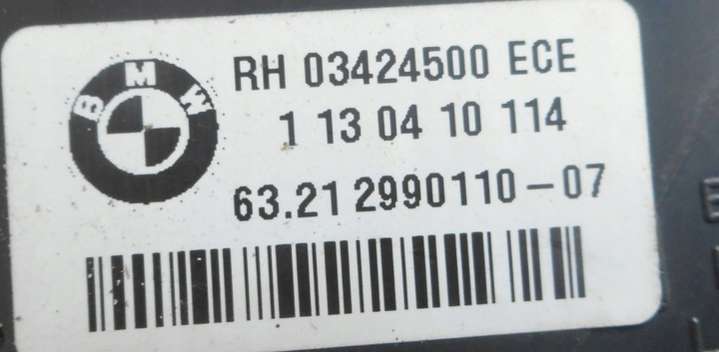 BMW
RH 03424500 ECE
1 13 04 10 114
63.21 2990110-07